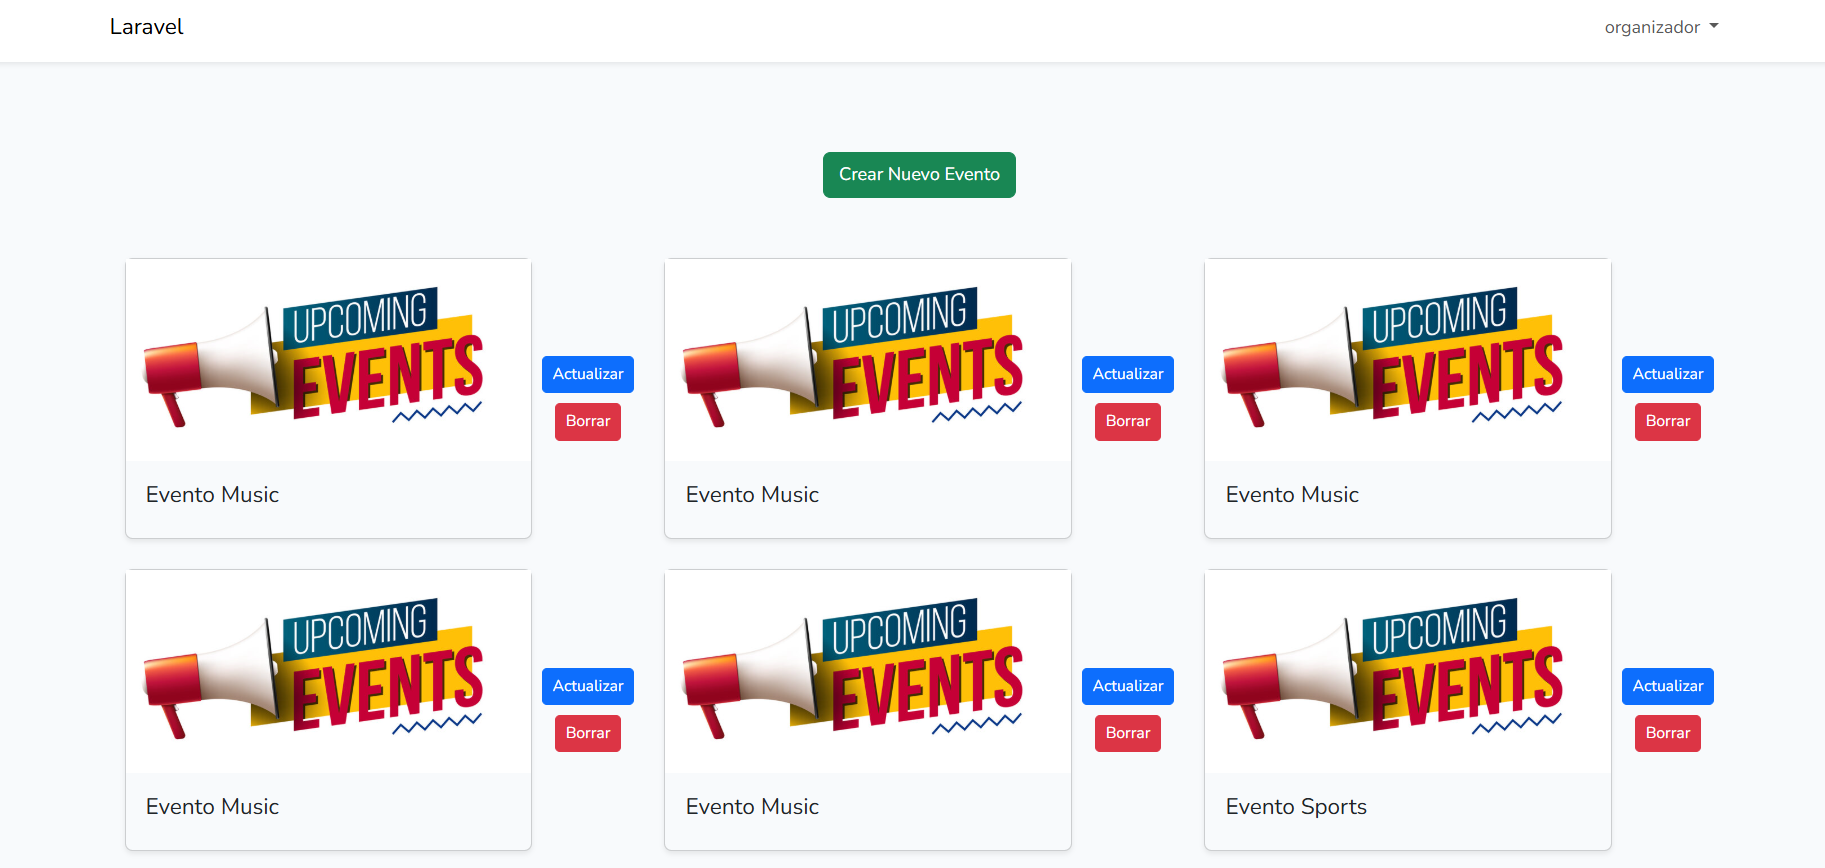 Laravel
organizador
Crear Nuevo Evento
UPCOMING
EVENTS
Actualizar
Borrar
Evento Music
UPCOMING
EVENTS
Actualizar
Borrar
Evento Music
UPCOMING
EVENTS
Actualizar
Borrar
Evento Music
UPCOMING
EVENTS
Actualizar
Borrar
Evento Music
UPCOMING
EVENTS
Actualizar
Borrar
Evento Music
UPCOMING
EVENTS
Actualizar
Borrar
Evento Sports